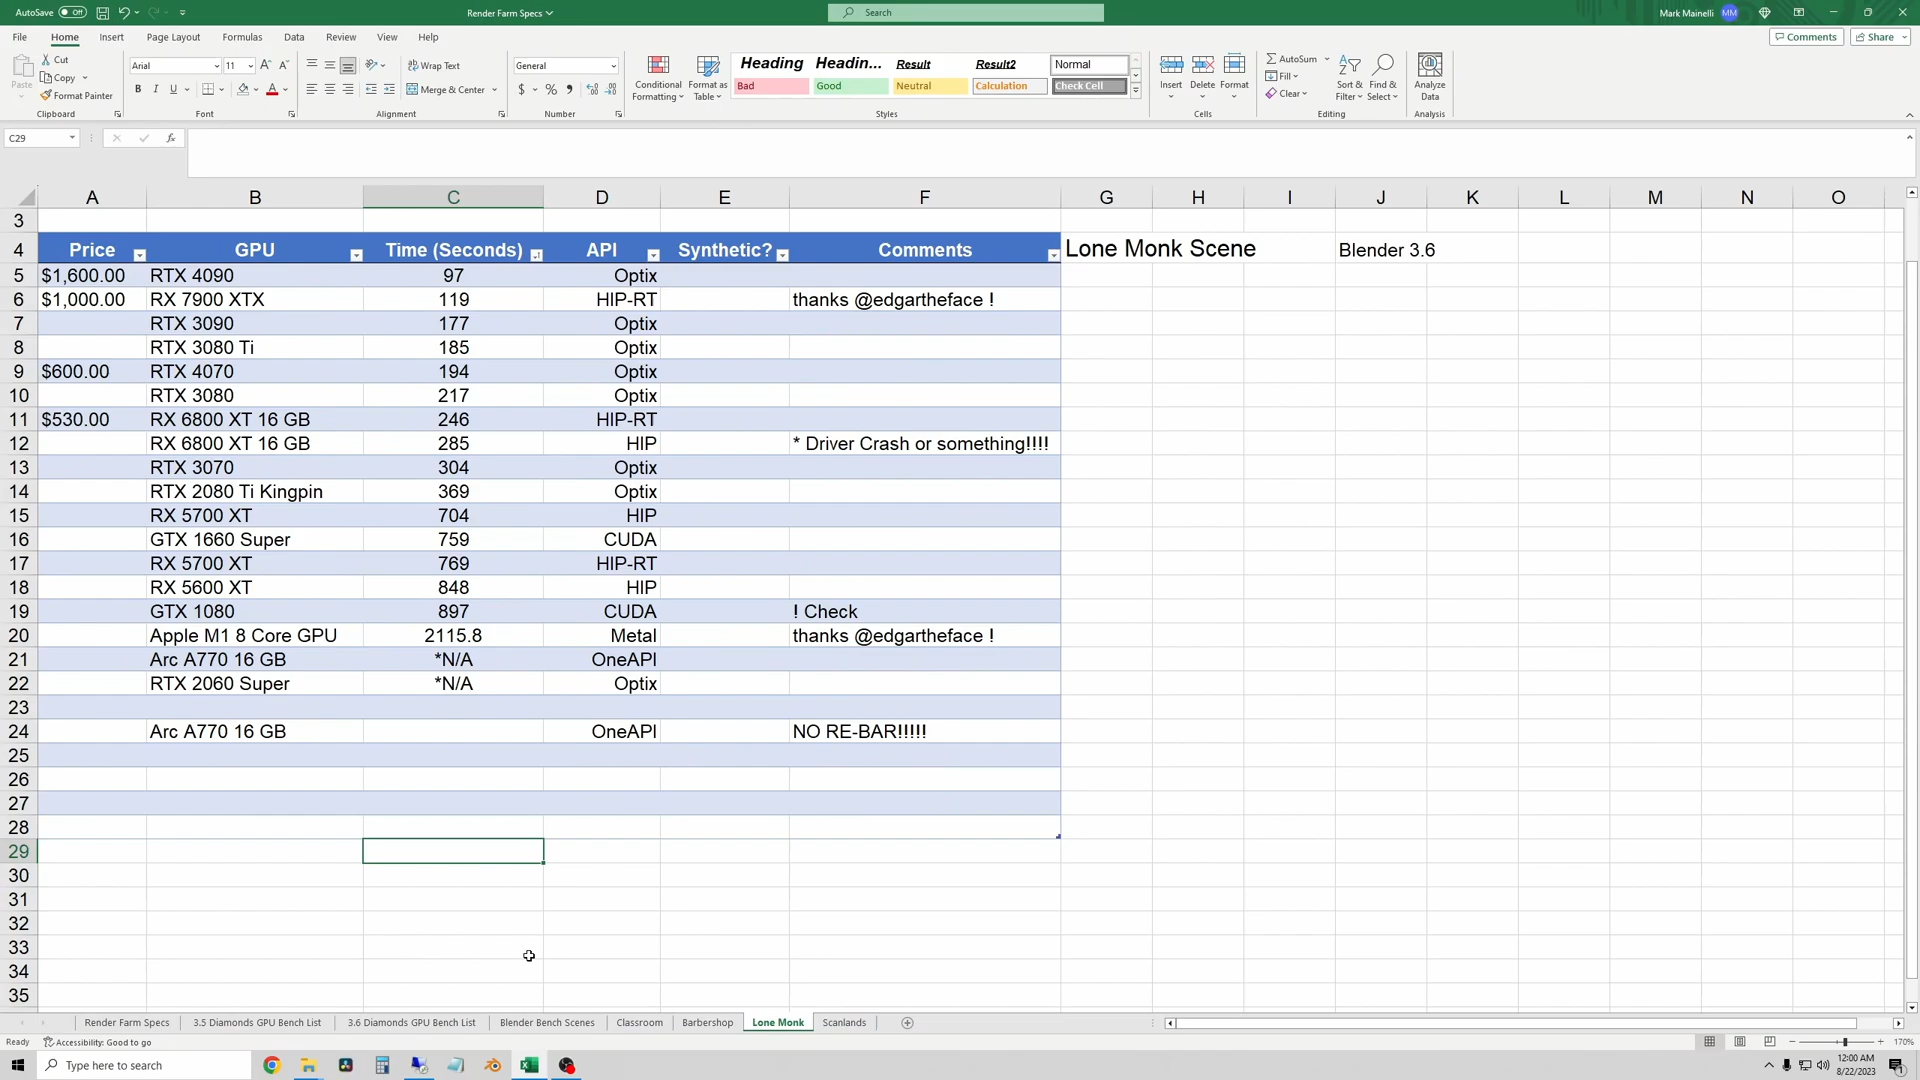 AutoSave Off Render Farm Specs Search Mark Mainelli MM
File Home Insert Page Layout Formulas Data Review View Help Comments Share
Paste Cut Copy Format Painter Clipboard
Arial 11 B I U Font
Wrap Text Merge & Center Alignment
General $ % Number
Conditional Formatting Format as Table
Heading Headin... Result Result2 Normal
Bad Good Neutral Calculation Check Cell
Styles
Insert Delete Format Cells
AutoSum Fill Clear Sort & Filter Find & Select Editing
Analyze Data Analysis
C29 fx
A B C D E F G H I J K L M N O
3
4 Price GPU Time (Seconds) API Synthetic? Comments Lone Monk Scene Blender 3.6
5 $1,600.00 RTX 4090 97 Optix
6 $1,000.00 RX 7900 XTX 119 HIP-RT thanks @edgartheface !
7 RTX 3090 177 Optix
8 RTX 3080 Ti 185 Optix
9 $600.00 RTX 4070 194 Optix
10 RTX 3080 217 Optix
11 $530.00 RX 6800 XT 16 GB 246 HIP-RT
12 RX 6800 XT 16 GB 285 HIP * Driver Crash or something!!!!
13 RTX 3070 304 Optix
14 RTX 2080 Ti Kingpin 369 Optix
15 RX 5700 XT 704 HIP
16 GTX 1660 Super 759 CUDA
17 RX 5700 XT 769 HIP-RT
18 RX 5600 XT 848 HIP
19 GTX 1080 897 CUDA ! Check
20 Apple M1 8 Core GPU 2115.8 Metal thanks @edgartheface !
21 Arc A770 16 GB *N/A OneAPI
22 RTX 2060 Super *N/A Optix
23
24 Arc A770 16 GB OneAPI NO RE-BAR!!!!!
25
26
27
28
29
30
31
32
33
34
35
Render Farm Specs 3.5 Diamonds GPU Bench List 3.6 Diamonds GPU Bench List Blender Bench Scenes Classroom Barbershop Lone Monk Scanlands
Ready Accessibility: Good to go 170%
Type here to search 12:00 AM
8/22/2023